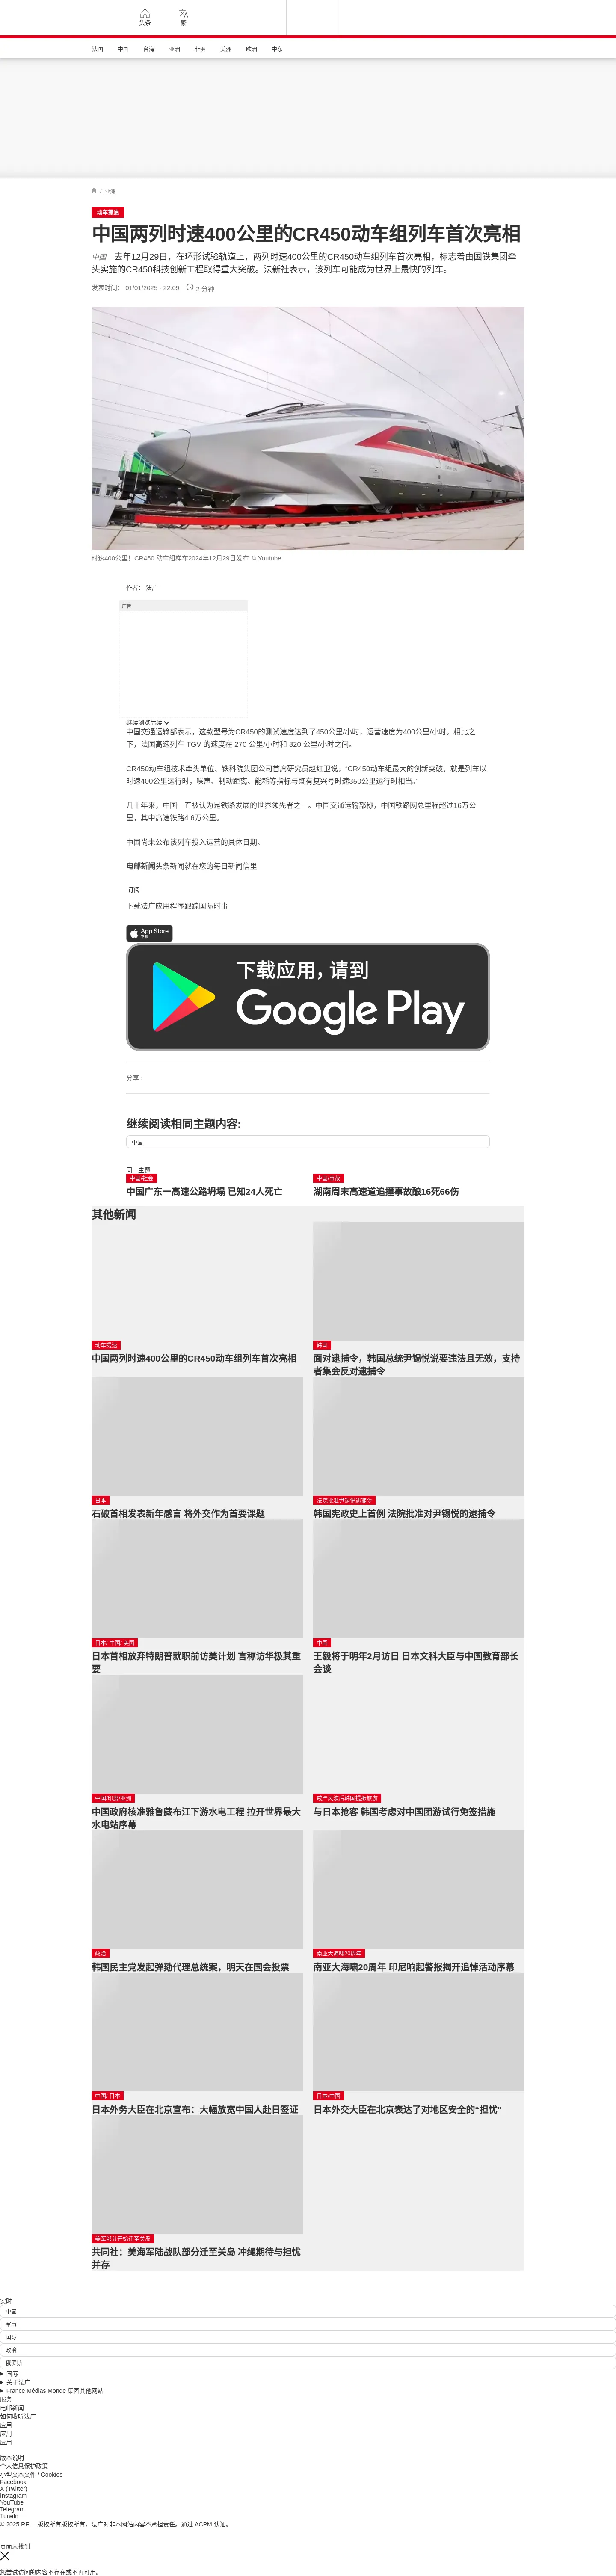 头条
繁
法国
中国
台海
亚洲
非洲
美洲
欧洲
中东
/ 亚洲
动车提速
中国两列时速400公里的CR450动车组列车首次亮相
中国 – 去年12月29日，在环形试验轨道上，两列时速400公里的CR450动车组列车首次亮相，标志着由国铁集团牵
头实施的CR450科技创新工程取得重大突破。法新社表示，该列车可能成为世界上最快的列车。
发表时间： 01/01/2025 - 22:09
2 分钟
时速400公里！CR450 动车组样车2024年12月29日发布 © Youtube
作者： 法广
广告
继续浏览后续
中国交通运输部表示，这款型号为CR450的测试速度达到了450公里/小时，运营速度为400公里/小时。相比之
下，法国高速列车 TGV 的速度在 270 公里/小时和 320 公里/小时之间。
CR450动车组技术牵头单位、铁科院集团公司首席研究员赵红卫说，“CR450动车组最大的创新突破，就是列车以
时速400公里运行时，噪声、制动距离、能耗等指标与既有复兴号时速350公里运行时相当。”
几十年来，中国一直被认为是铁路发展的世界领先者之一。中国交通运输部称，中国铁路网总里程超过16万公
里，其中高速铁路4.6万公里。
中国尚未公布该列车投入运营的具体日期。
电邮新闻头条新闻就在您的每日新闻信里
订阅
下载法广应用程序跟踪国际时事
App Store
下载
下载应用，请到
Google Play
分享 :
继续阅读相同主题内容:
中国
同一主题
中国/社会
中国广东一高速公路坍塌 已知24人死亡
中国/事故
湖南周末高速道追撞事故酿16死66伤
其他新闻
动车提速
中国两列时速400公里的CR450动车组列车首次亮相
韩国
面对逮捕令，韩国总统尹锡悦说要违法且无效，支持
者集会反对逮捕令
日本
石破首相发表新年感言 将外交作为首要课题
法院批准尹锡悦逮捕令
韩国宪政史上首例 法院批准对尹锡悦的逮捕令
日本/ 中国/ 美国
日本首相放弃特朗普就职前访美计划 言称访华极其重
要
中国
王毅将于明年2月访日 日本文科大臣与中国教育部长
会谈
中国/印度/亚洲
中国政府核准雅鲁藏布江下游水电工程 拉开世界最大
水电站序幕
戒严风波后韩国提振旅游
与日本抢客 韩国考虑对中国团游试行免签措施
政治
韩国民主党发起弹劾代理总统案，明天在国会投票
南亚大海啸20周年
南亚大海啸20周年 印尼响起警报揭开追悼活动序幕
中国/ 日本
日本外务大臣在北京宣布：大幅放宽中国人赴日签证
日本/中国
日本外交大臣在北京表达了对地区安全的“担忧”
美军部分开始迁至关岛
共同社：美海军陆战队部分迁至关岛 冲绳期待与担忧
并存
实时
中国
军事
国际
政治
俄罗斯
国际
关于法广
France Médias Monde 集团其他网站
服务
电邮新闻
如何收听法广
应用
应用
应用
版本说明
个人信息保护政策
小型文本文件 / Cookies
Facebook
X (Twitter)
Instagram
YouTube
Telegram
TuneIn
© 2025 RFI – 版权所有版权所有。法广对非本网站内容不承担责任。通过 ACPM 认证。
页面未找到
您尝试访问的内容不存在或不再可用。